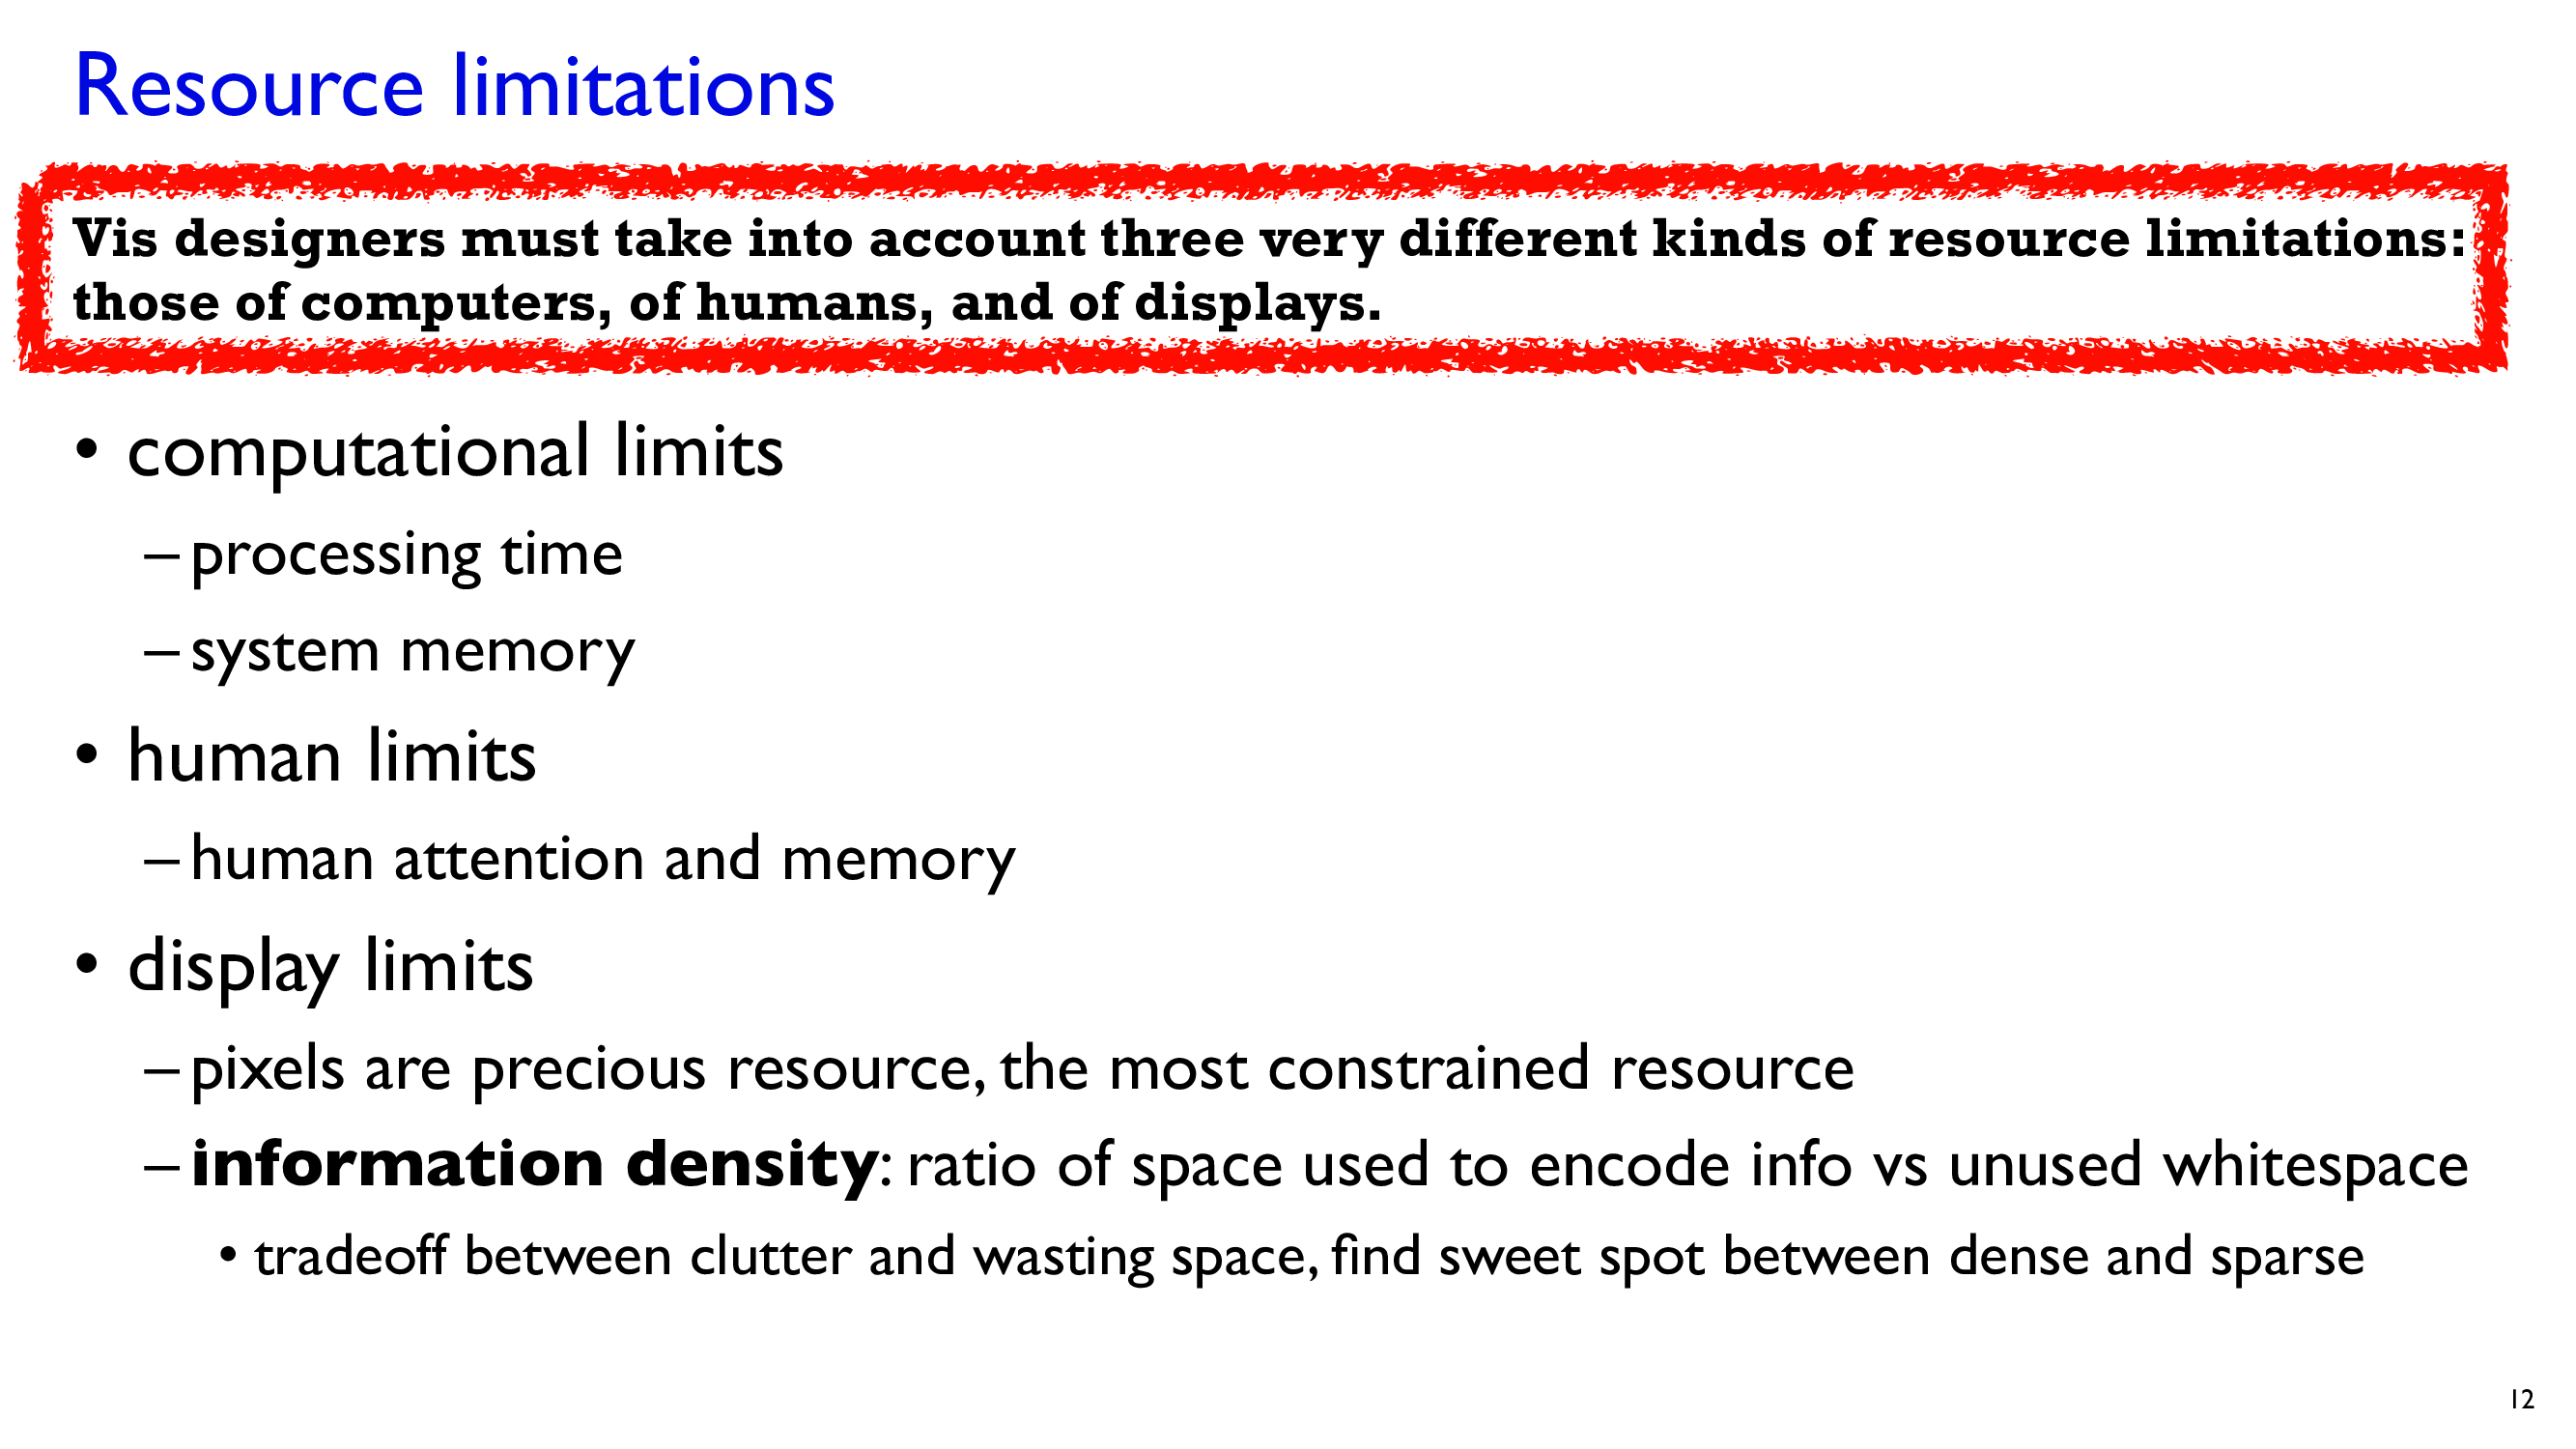 Resource limitations
Vis designers must take into account three very different kinds of resource limitations:
those of computers, of humans, and of displays.
• computational limits
– processing time
– system memory
• human limits
– human attention and memory
• display limits
– pixels are precious resource, the most constrained resource
– information density: ratio of space used to encode info vs unused whitespace
• tradeoff between clutter and wasting space, find sweet spot between dense and sparse
12